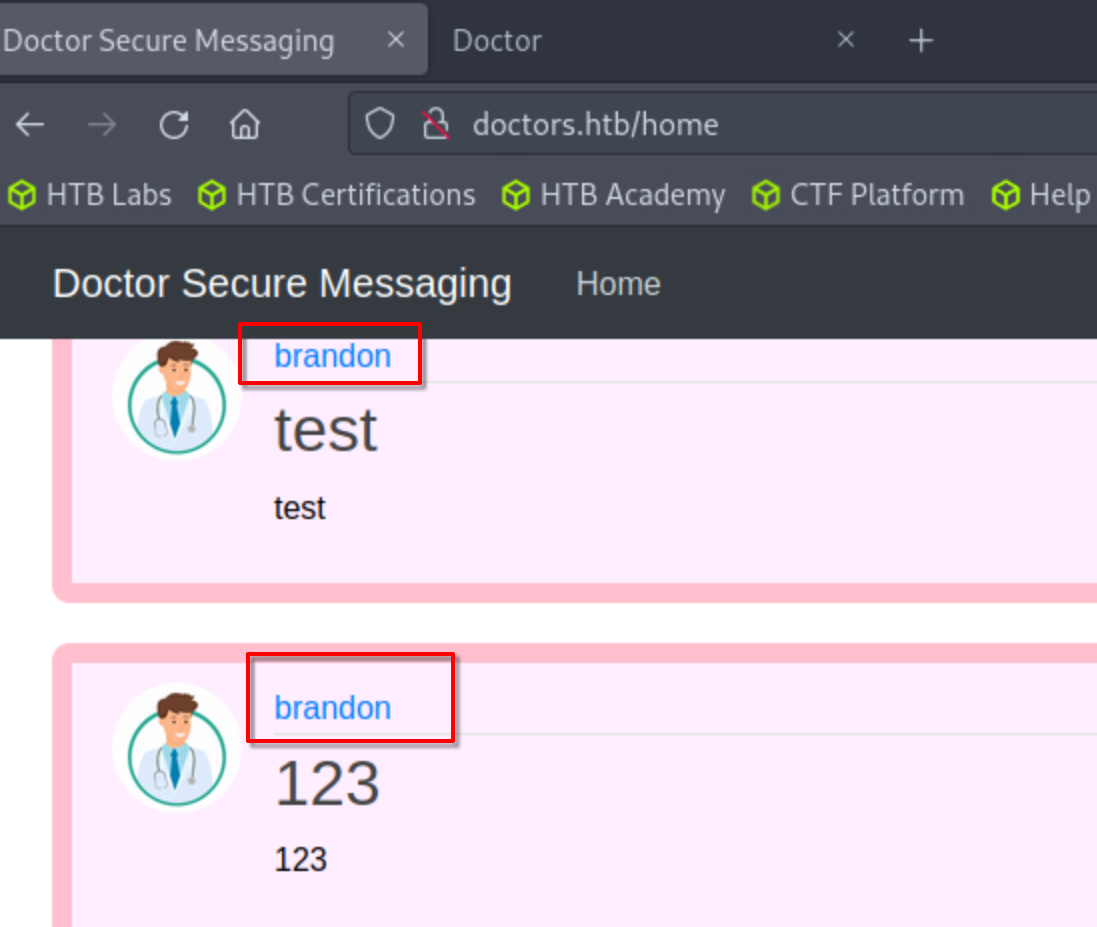 Doctor Secure Messaging Doctor
doctors.htb/home
HTB Labs HTB Certifications HTB Academy CTF Platform Help
Doctor Secure Messaging Home
brandon
test
test
brandon
123
123